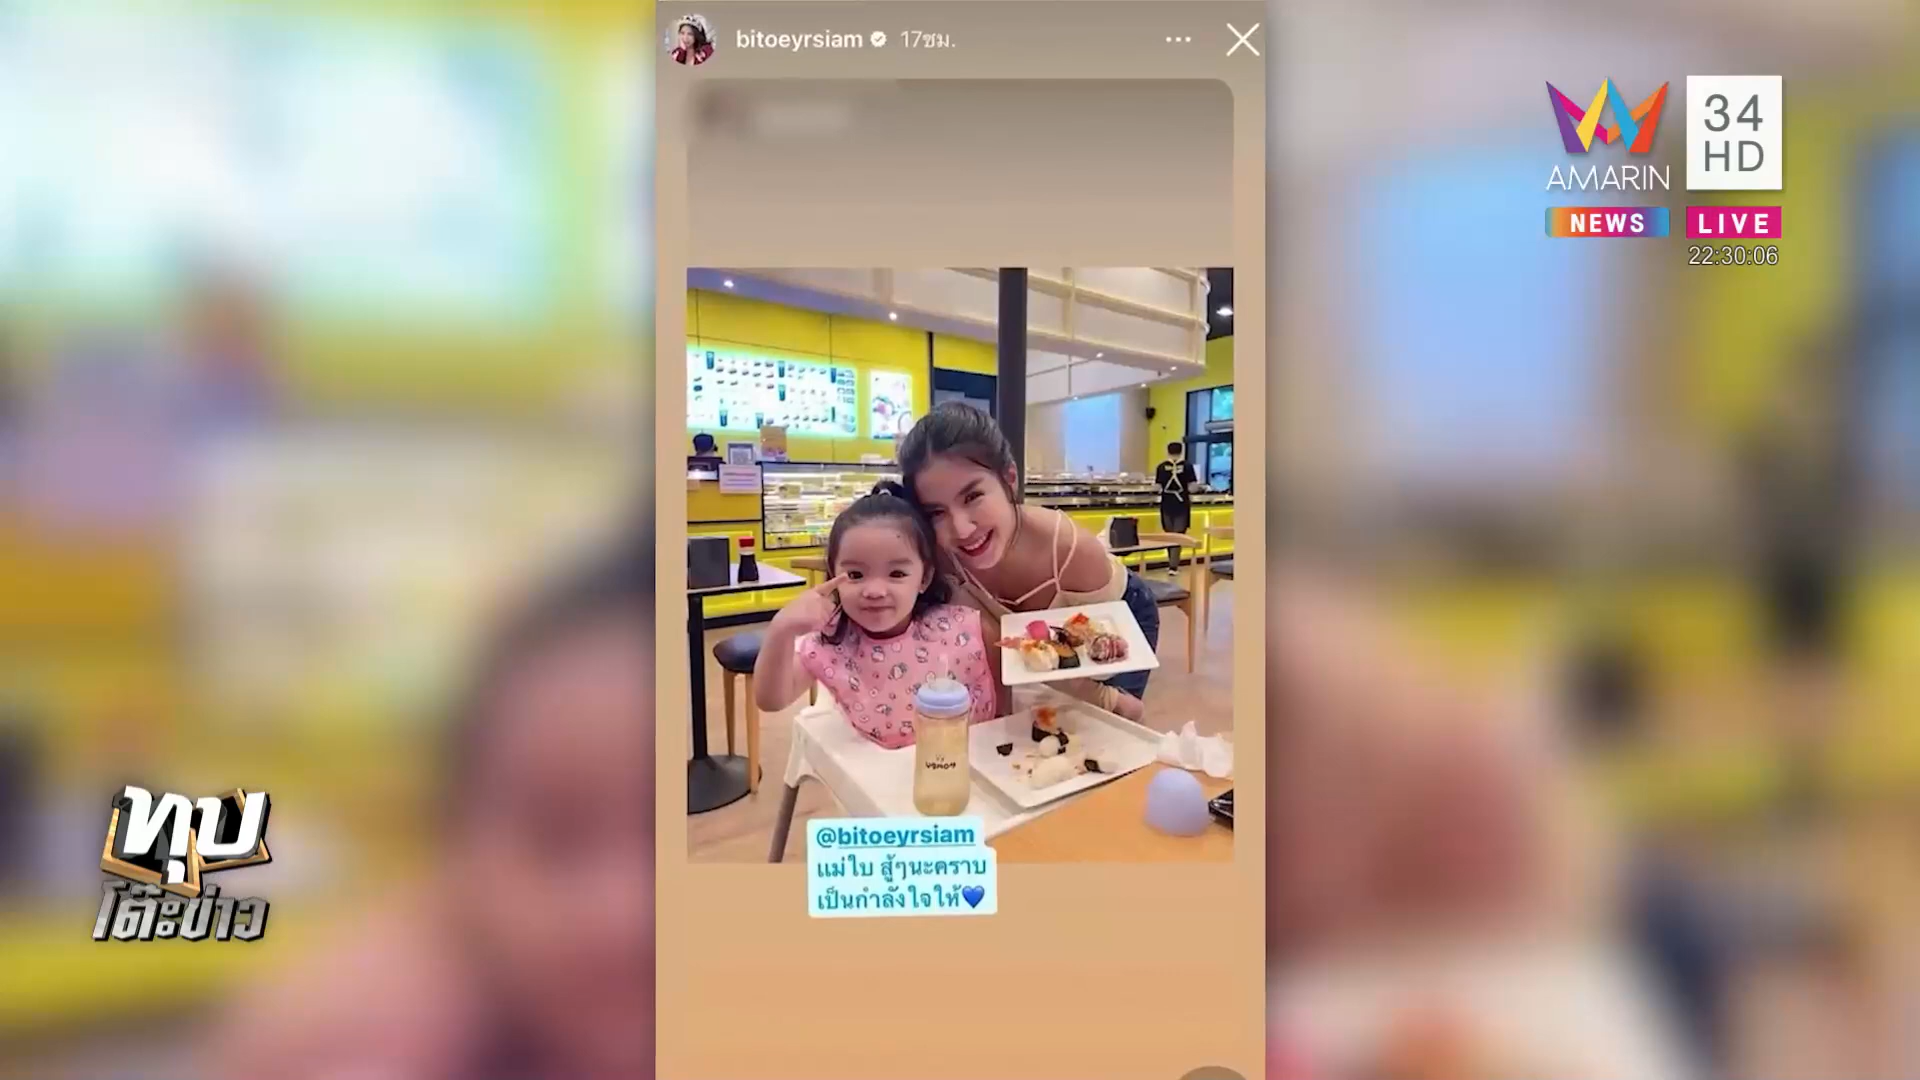 bitoeyrsiam 17ชม.
AMARIN
34
HD
NEWS
LIVE
22:30:06
@bitoeyrsiam
แม่ใบ สู้ๆนะคราบ
เป็นกำลังใจให้💙
ทุบ
โต๊ะข่าว